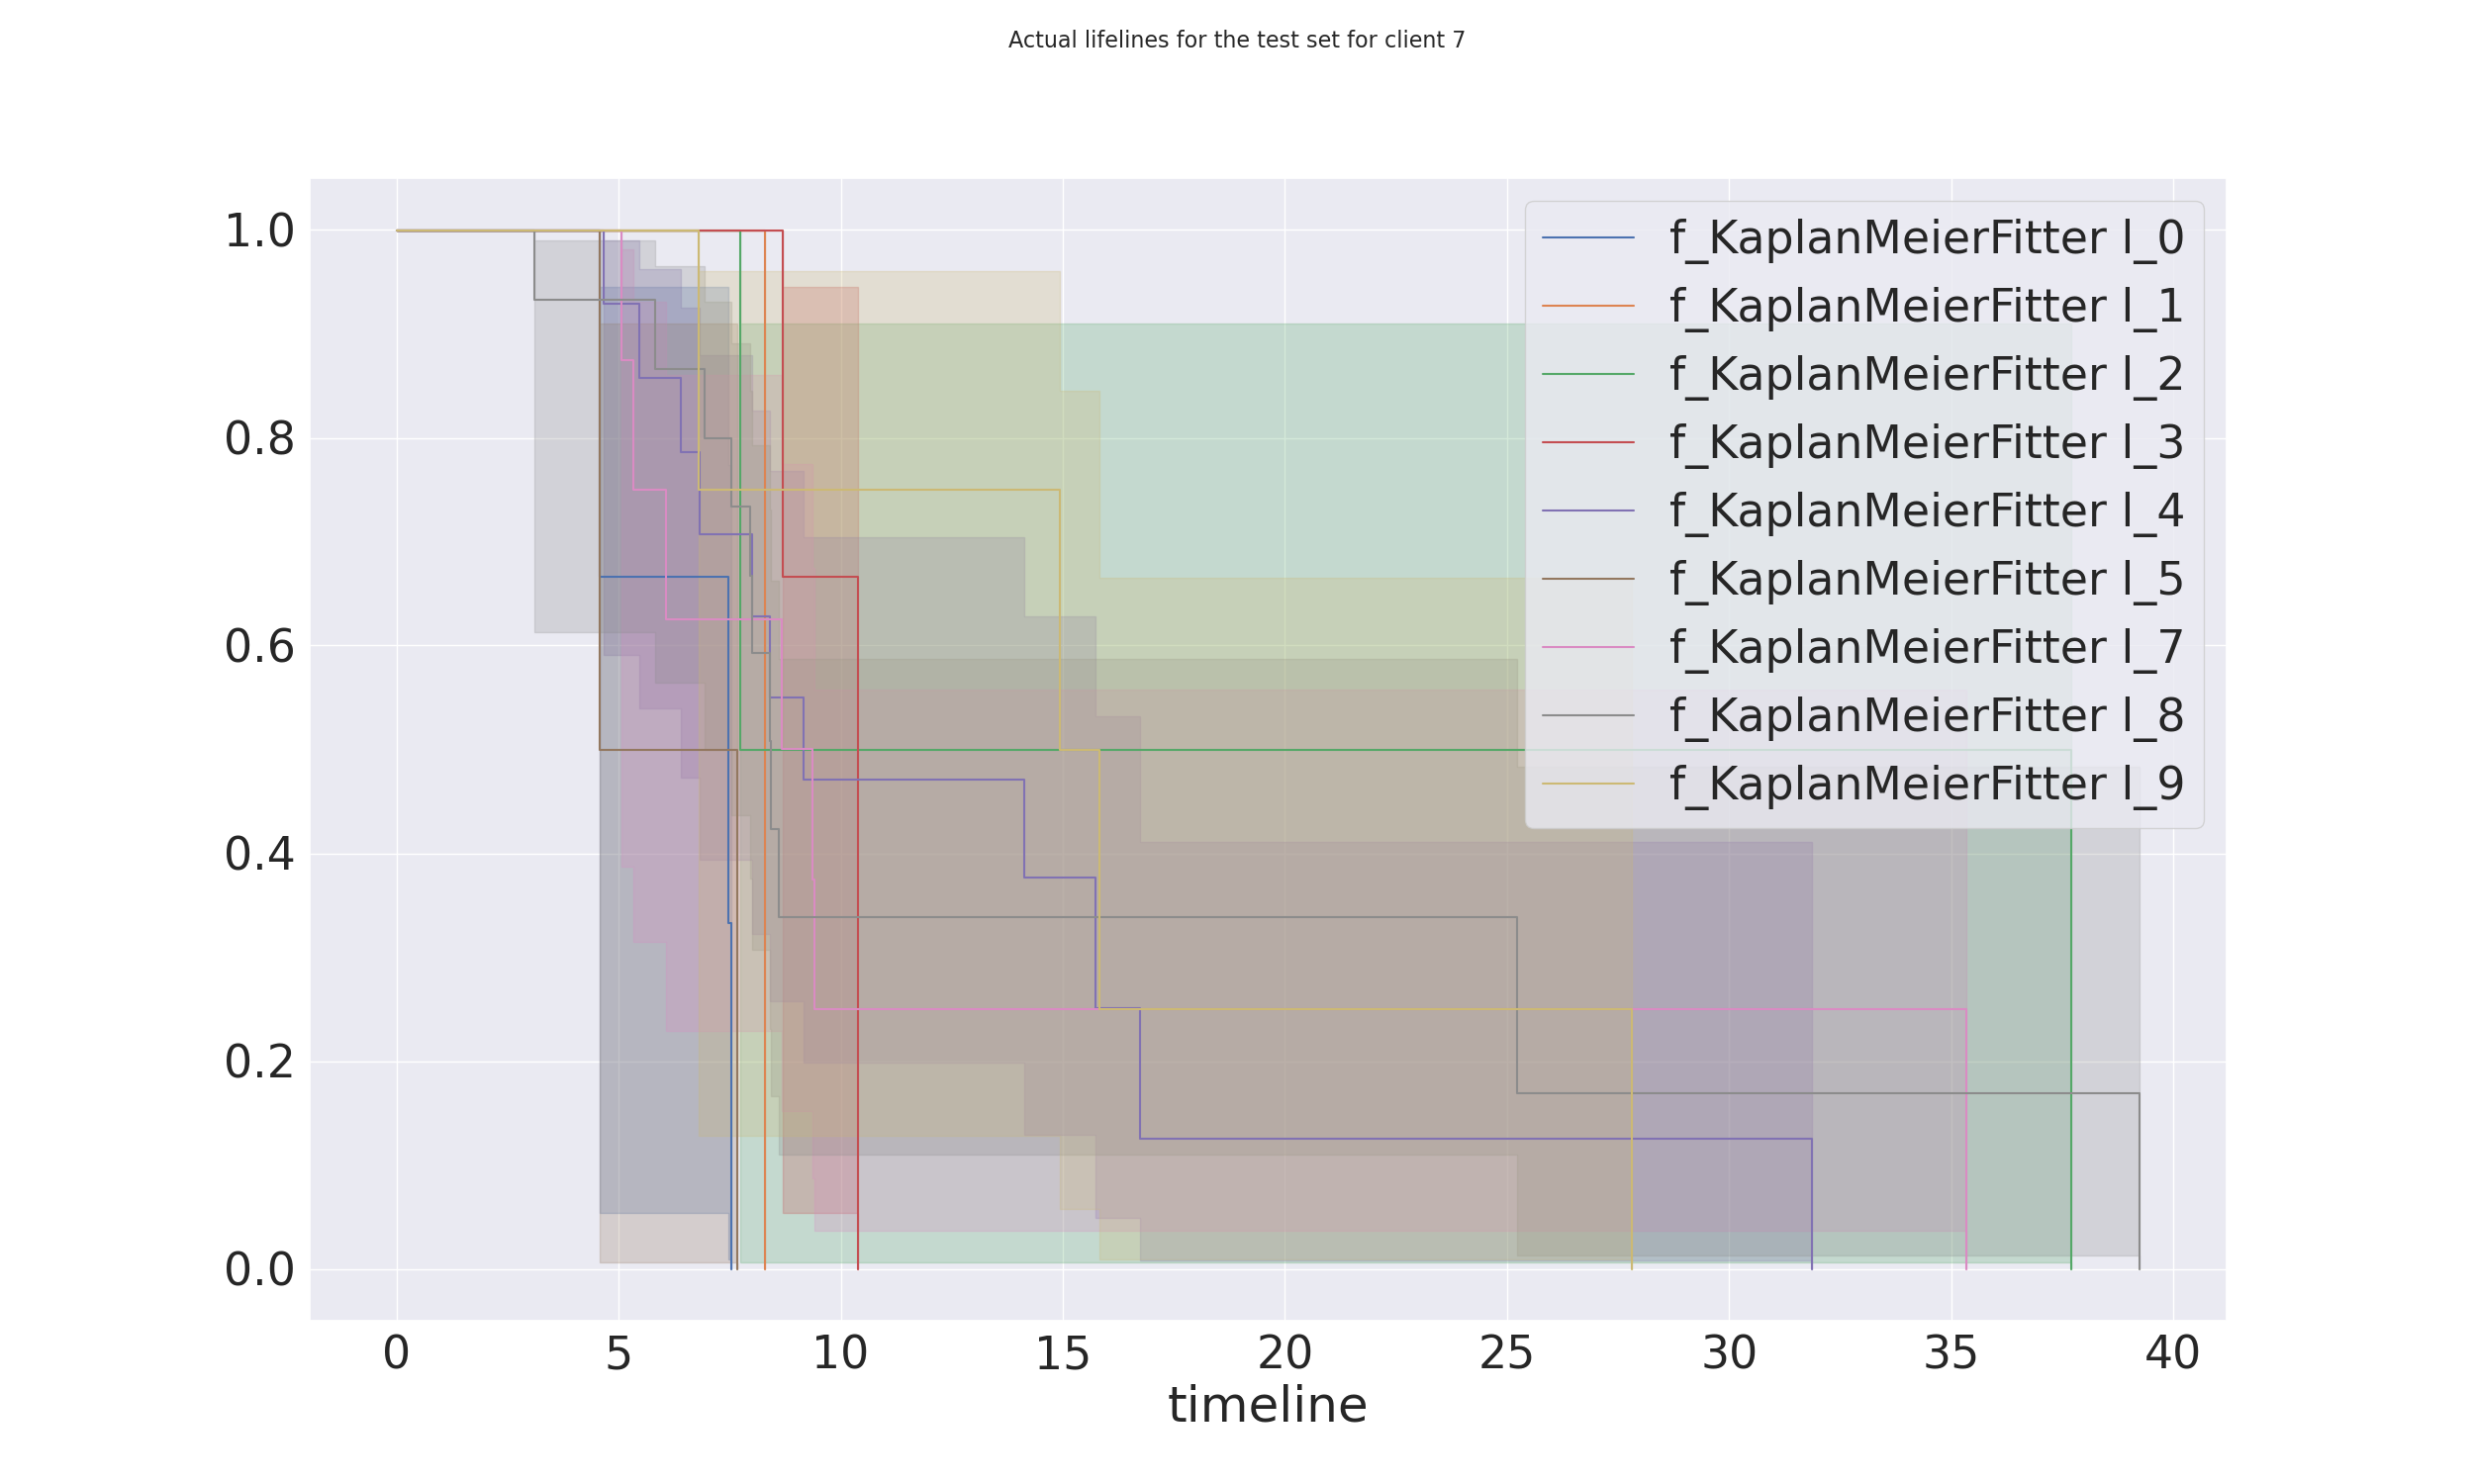 Actual lifelines for the test set for client 7
1.0
0.8
0.6
0.4
0.2
0.0
f_KaplanMeierFitter l_0
f_KaplanMeierFitter l_1
f_KaplanMeierFitter l_2
f_KaplanMeierFitter l_3
f_KaplanMeierFitter l_4
f_KaplanMeierFitter l_5
f_KaplanMeierFitter l_7
f_KaplanMeierFitter l_8
f_KaplanMeierFitter l_9
0 5 10 15 20 25 30 35 40
timeline